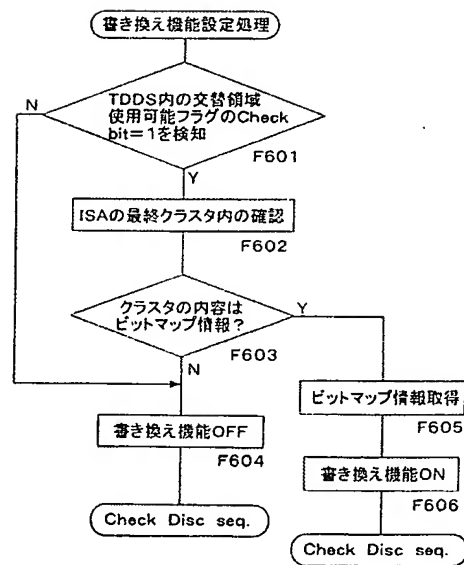 書き換え機能設定処理
N
TDDS内の交替領域
使用可能フラグのCheck
bit=1を検知
F601
Y
ISAの最終クラスタ内の確認
F602
クラスタの内容は
ビットマップ情報？
Y
F603
N
書き換え機能OFF
F604
Check Disc seq.
ビットマップ情報取得
F605
書き換え機能ON
F606
Check Disc seq.